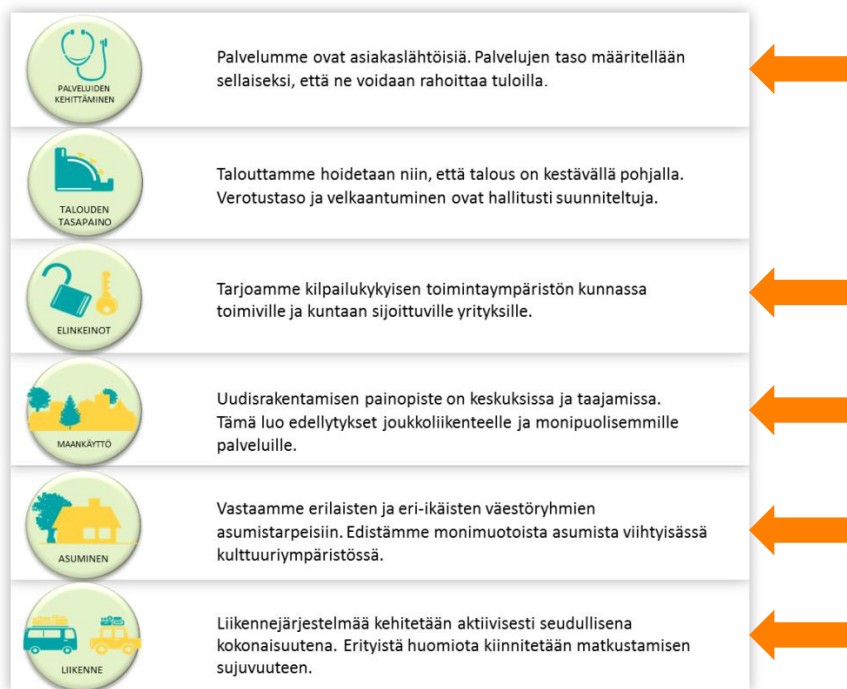 PALVELUIDEN
KEHITTÄMINEN
Palvelumme ovat asiakaslähtöisiä. Palvelujen taso määritellään
sellaiseksi, että ne voidaan rahoittaa tuloilla.
TALOUDEN
TASAPAINO
Talouttamme hoidetaan niin, että talous on kestävällä pohjalla.
Verotustaso ja velkaantuminen ovat hallitusti suunniteltuja.
ELINKEINOT
Tarjoamme kilpailukykyisen toimintaympäristön kunnassa
toimiville ja kuntaan sijoittuville yrityksille.
MAANKÄYTTÖ
Uudisrakentamisen painopiste on keskuksissa ja taajamissa.
Tämä luo edellytykset joukkoliikenteelle ja monipuolisemmille
palveluille.
ASUMINEN
Vastaamme erilaisten ja eri-ikäisten väestöryhmien
asumistarpeisiin. Edistämme monimuotoista asumista viihtyisässä
kulttuuriympäristössä.
LIIKENNE
Liikennejärjestelmää kehitetään aktiivisesti seudullisena
kokonaisuutena. Erityistä huomiota kiinnitetään matkustamisen
sujuvuuteen.